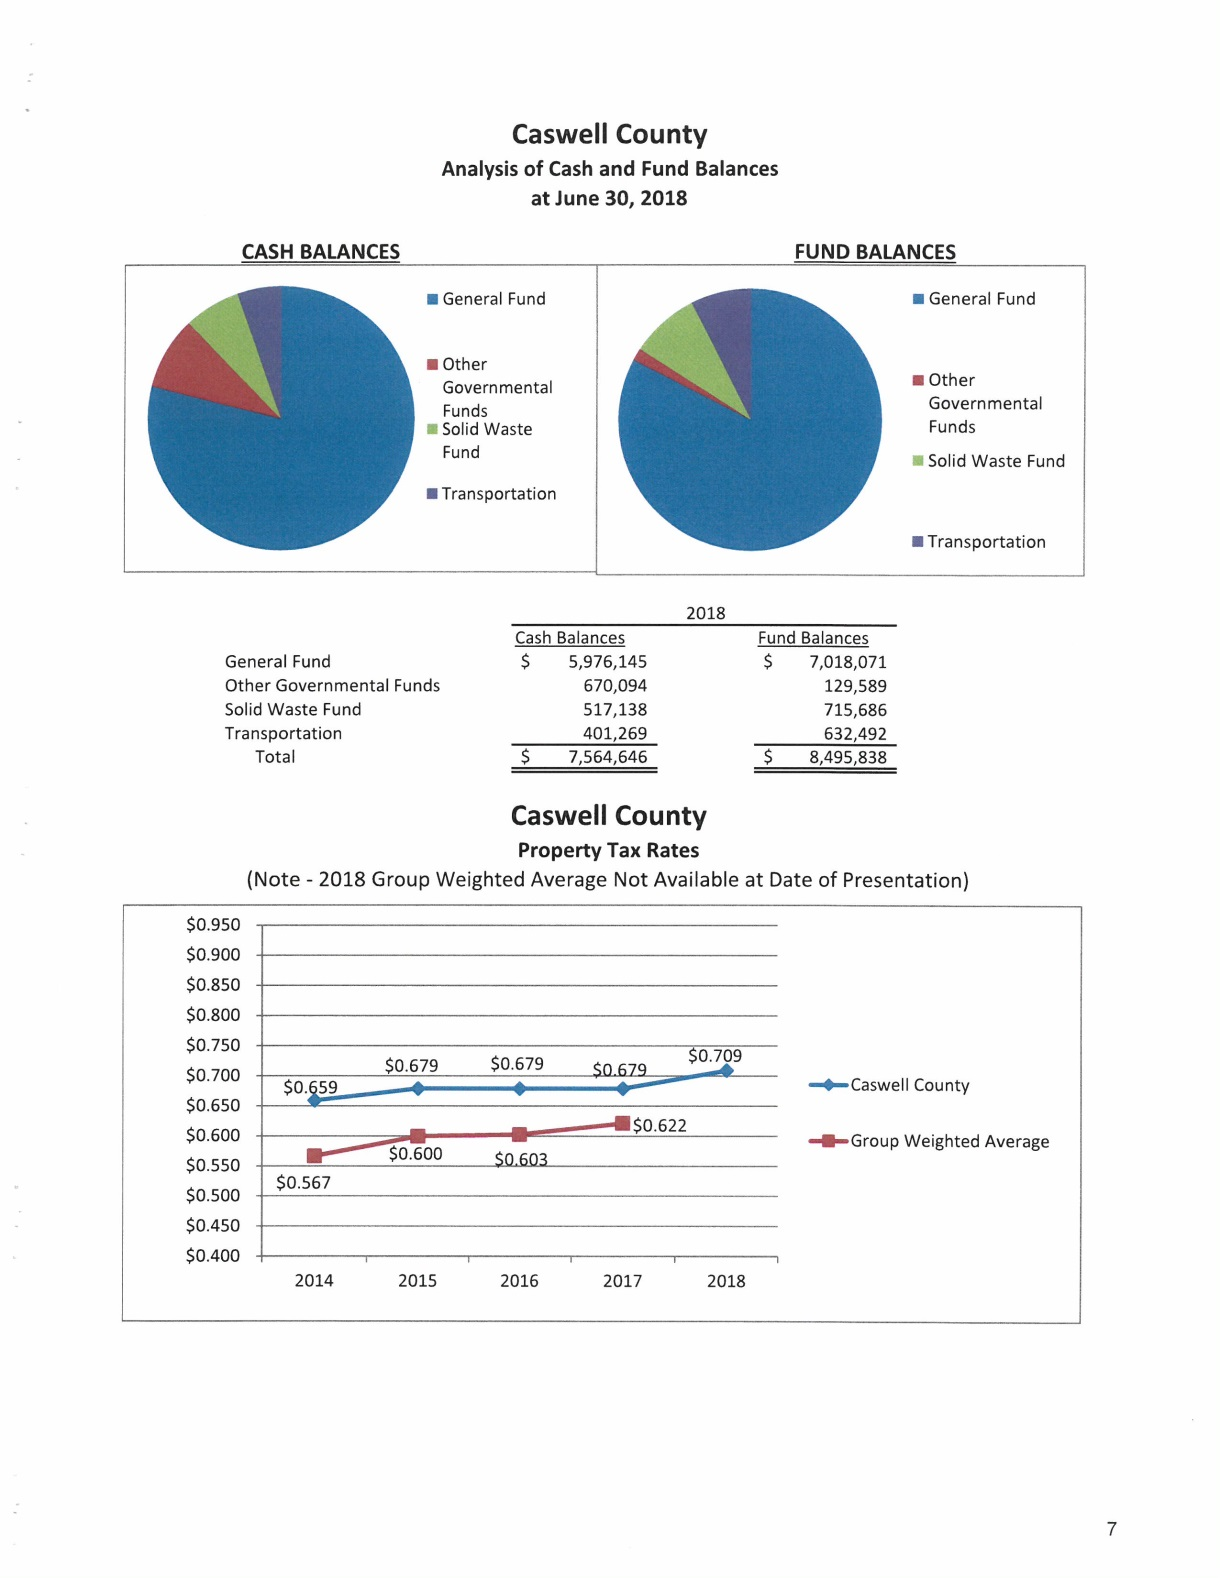 Caswell County
Analysis of Cash and Fund Balances
at June 30, 2018
CASH BALANCES
General Fund
Other
Governmental
Funds
Solid Waste
Fund
Transportation
FUND BALANCES
General Fund
Other
Governmental
Funds
Solid Waste Fund
Transportation
2018
Cash Balances Fund Balances
General Fund $ 5,976,145 $ 7,018,071
Other Governmental Funds 670,094 129,589
Solid Waste Fund 517,138 715,686
Transportation 401,269 632,492
Total $ 7,564,646 $ 8,495,838
Caswell County
Property Tax Rates
(Note - 2018 Group Weighted Average Not Available at Date of Presentation)
$0.950
$0.900
$0.850
$0.800
$0.750
$0.700
$0.650
$0.600
$0.550
$0.500
$0.450
$0.400
$0.659
$0.679
$0.679
$0.679
$0.709
$0.567
$0.600
$0.603
$0.622
2014 2015 2016 2017 2018
Caswell County
Group Weighted Average
7